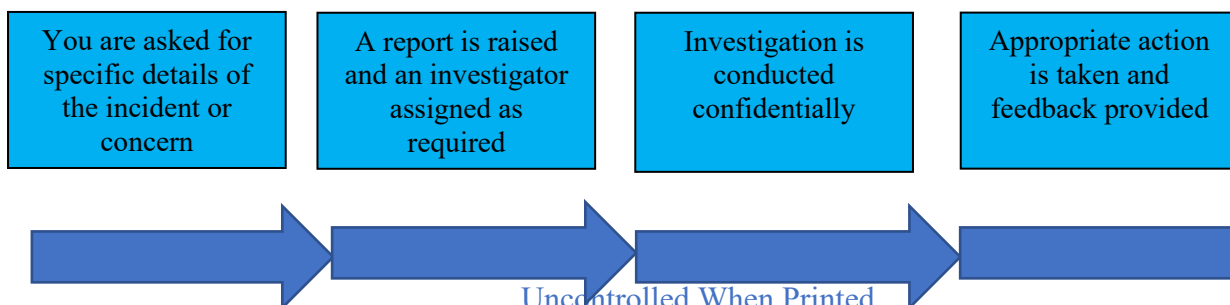 You are asked for
specific details of
the incident or
concern
A report is raised
and an investigator
assigned as
required
Investigation is
conducted
confidentially
Appropriate action
is taken and
feedback provided
Uncontrolled When Printed